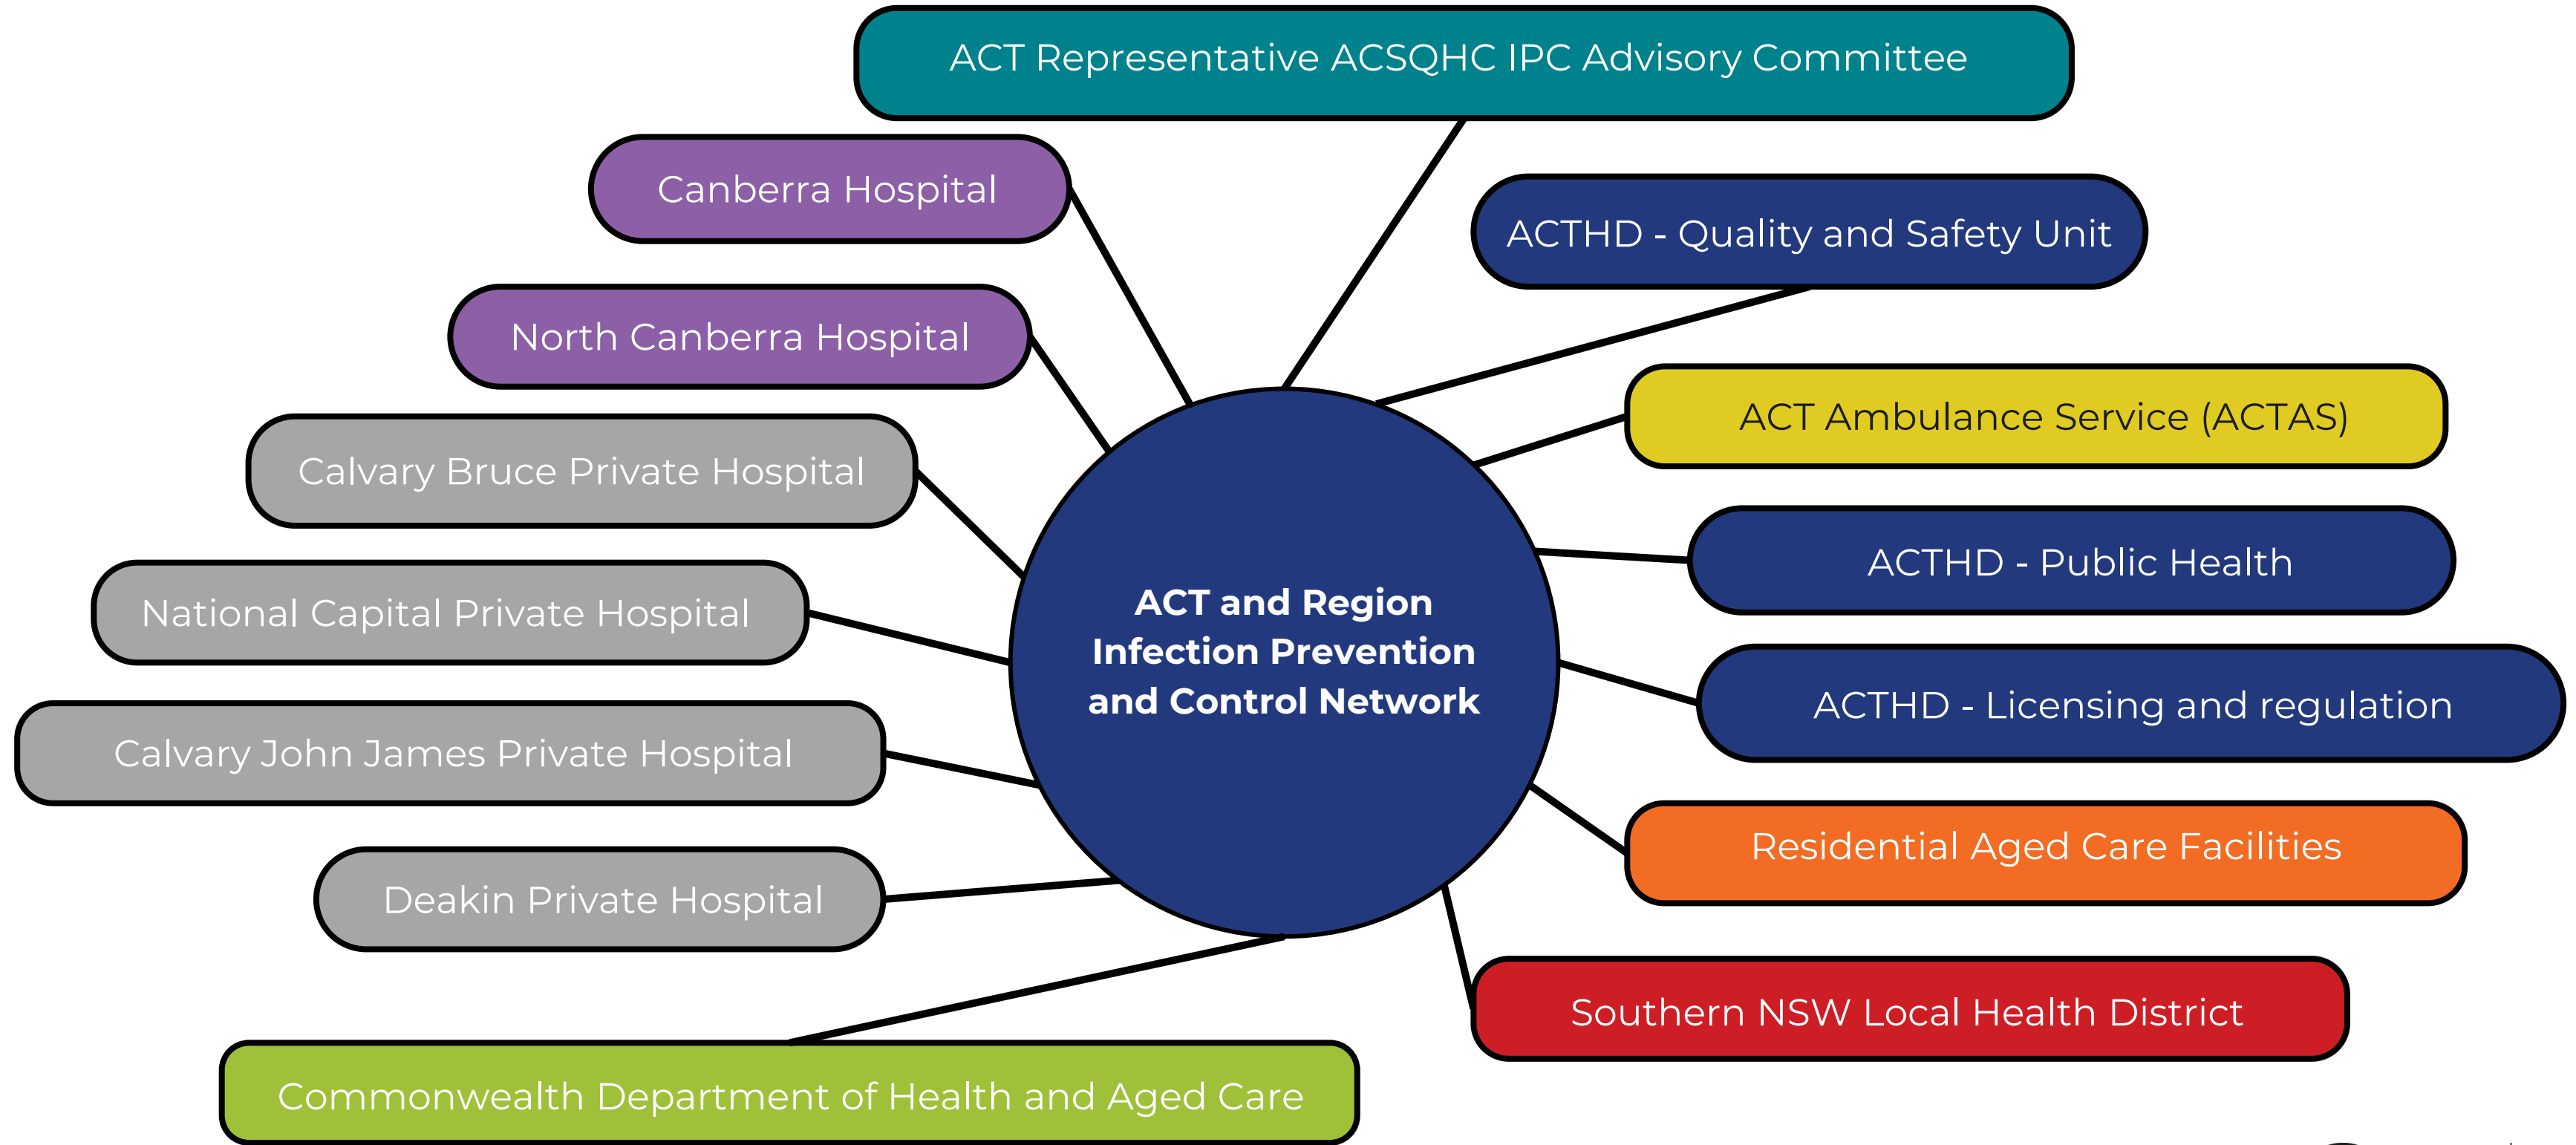 ACT Representative ACSQHC IPC Advisory Committee
Canberra Hospital
ACTHD - Quality and Safety Unit
North Canberra Hospital
ACT Ambulance Service (ACTAS)
Calvary Bruce Private Hospital
ACTHD - Public Health
National Capital Private Hospital
ACT and Region
Infection Prevention
and Control Network
ACTHD - Licensing and regulation
Calvary John James Private Hospital
Residential Aged Care Facilities
Deakin Private Hospital
Southern NSW Local Health District
Commonwealth Department of Health and Aged Care